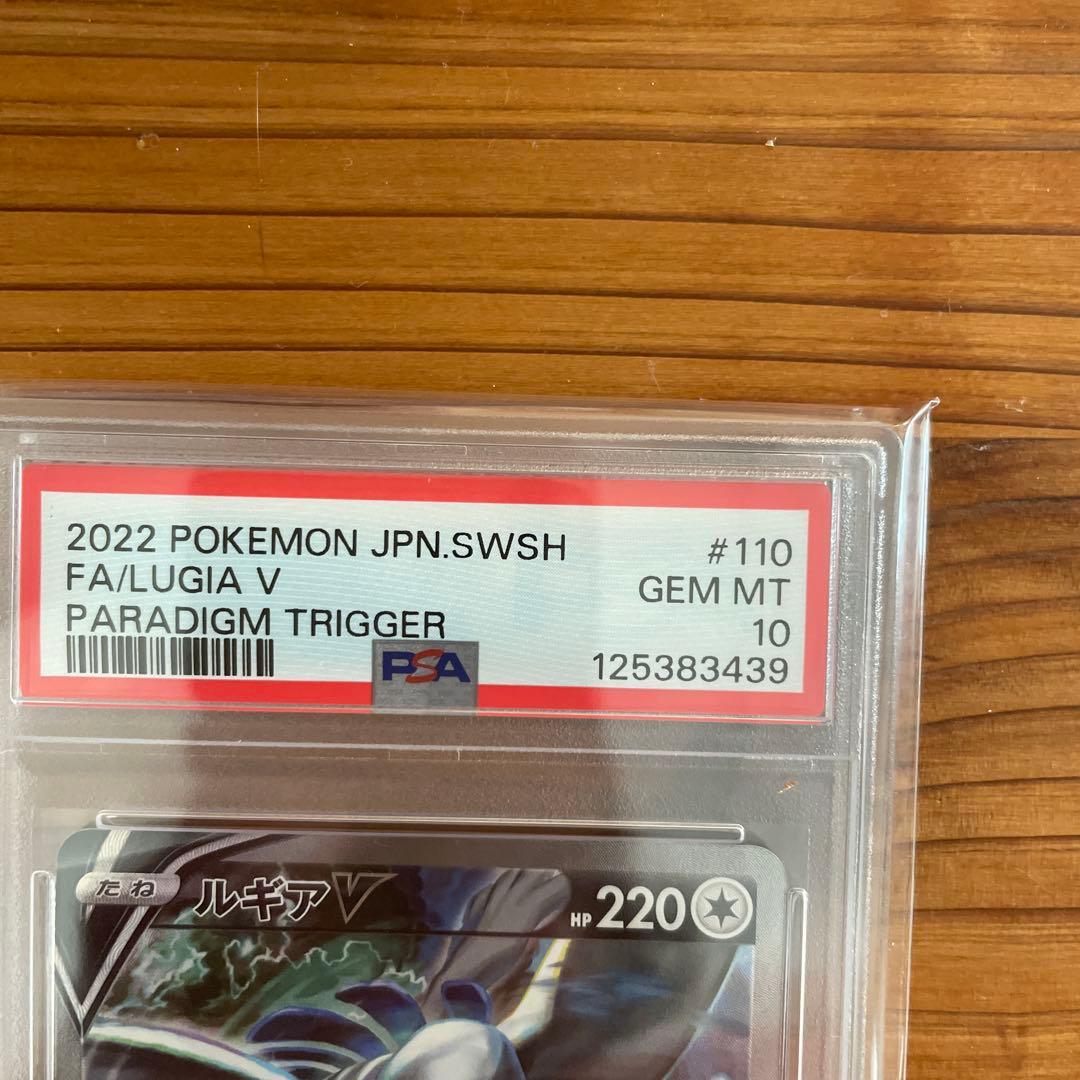 2022 POKEMON JPN.SWSH #110
FA/LUGIA V GEM MT
PARADIGM TRIGGER 10
PSA 125383439
たね ルギアV HP 220